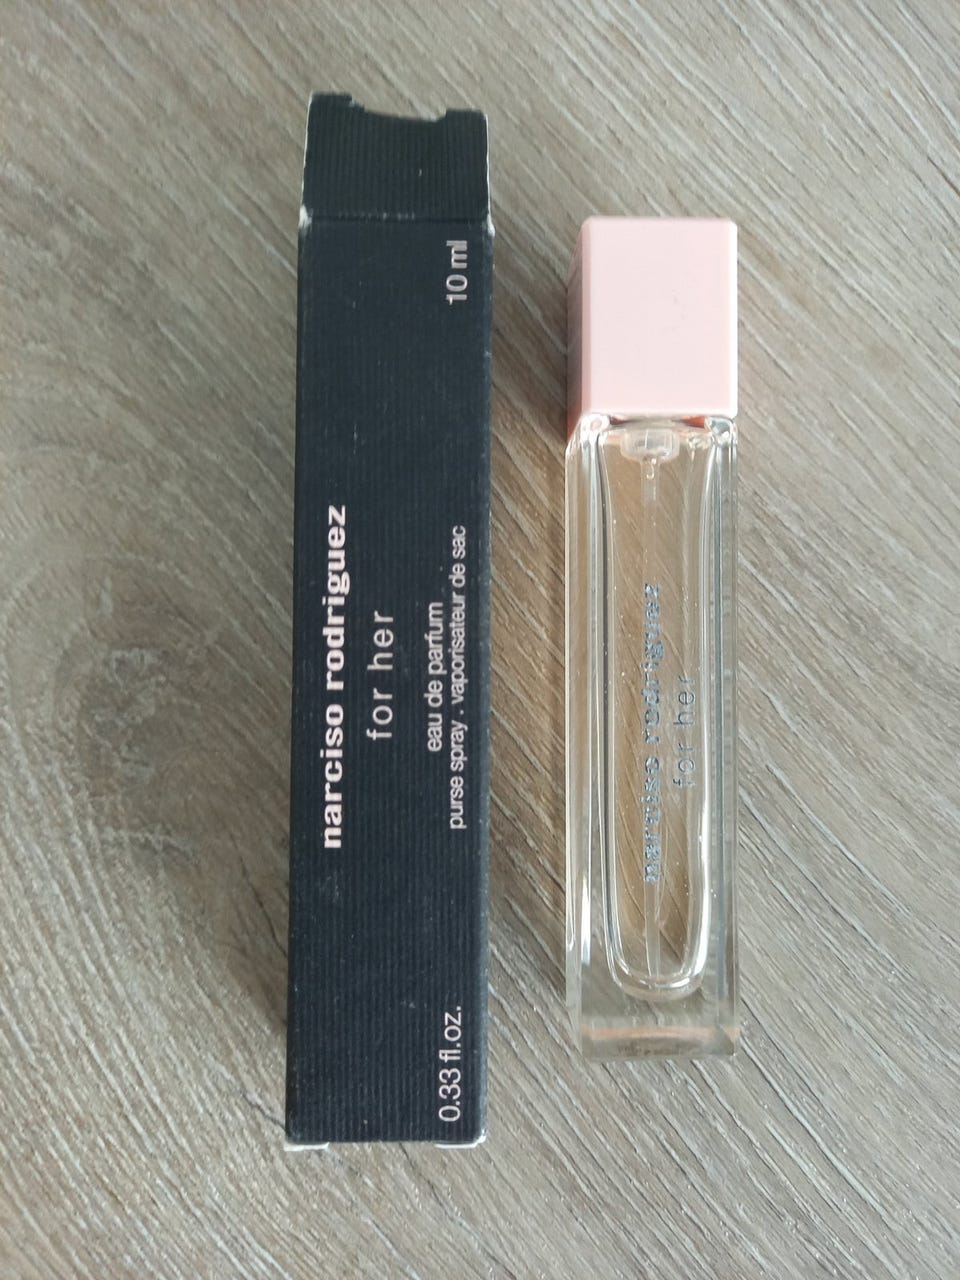 narciso rodriguez
for her
eau de parfum
purse spray . vaporisateur de sac
0.33 fl.oz.
10 ml
narciso rodriguez
for her